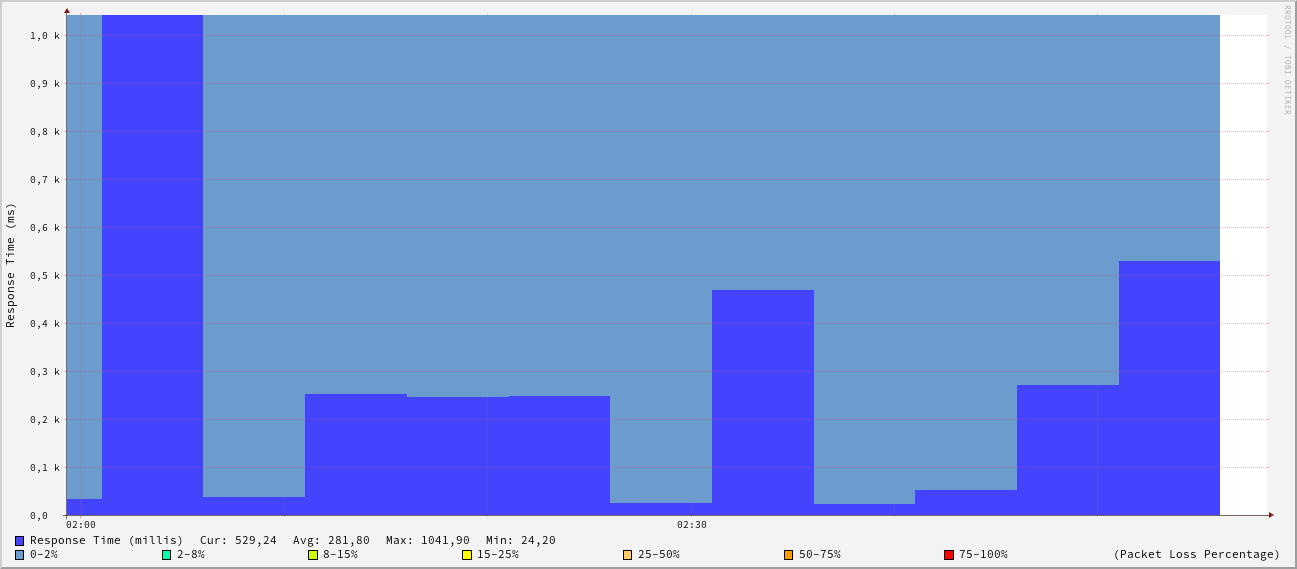 RRDTOOL / TOBI OETIKER
Response Time (ms)
1,0 k
0,9 k
0,8 k
0,7 k
0,6 k
0,5 k
0,4 k
0,3 k
0,2 k
0,1 k
0,0
02:00 02:30
Response Time (millis) Cur: 529,24 Avg: 281,80 Max: 1041,90 Min: 24,20
0-2% 2-8% 8-15% 15-25% 25-50% 50-75% 75-100% (Packet Loss Percentage)